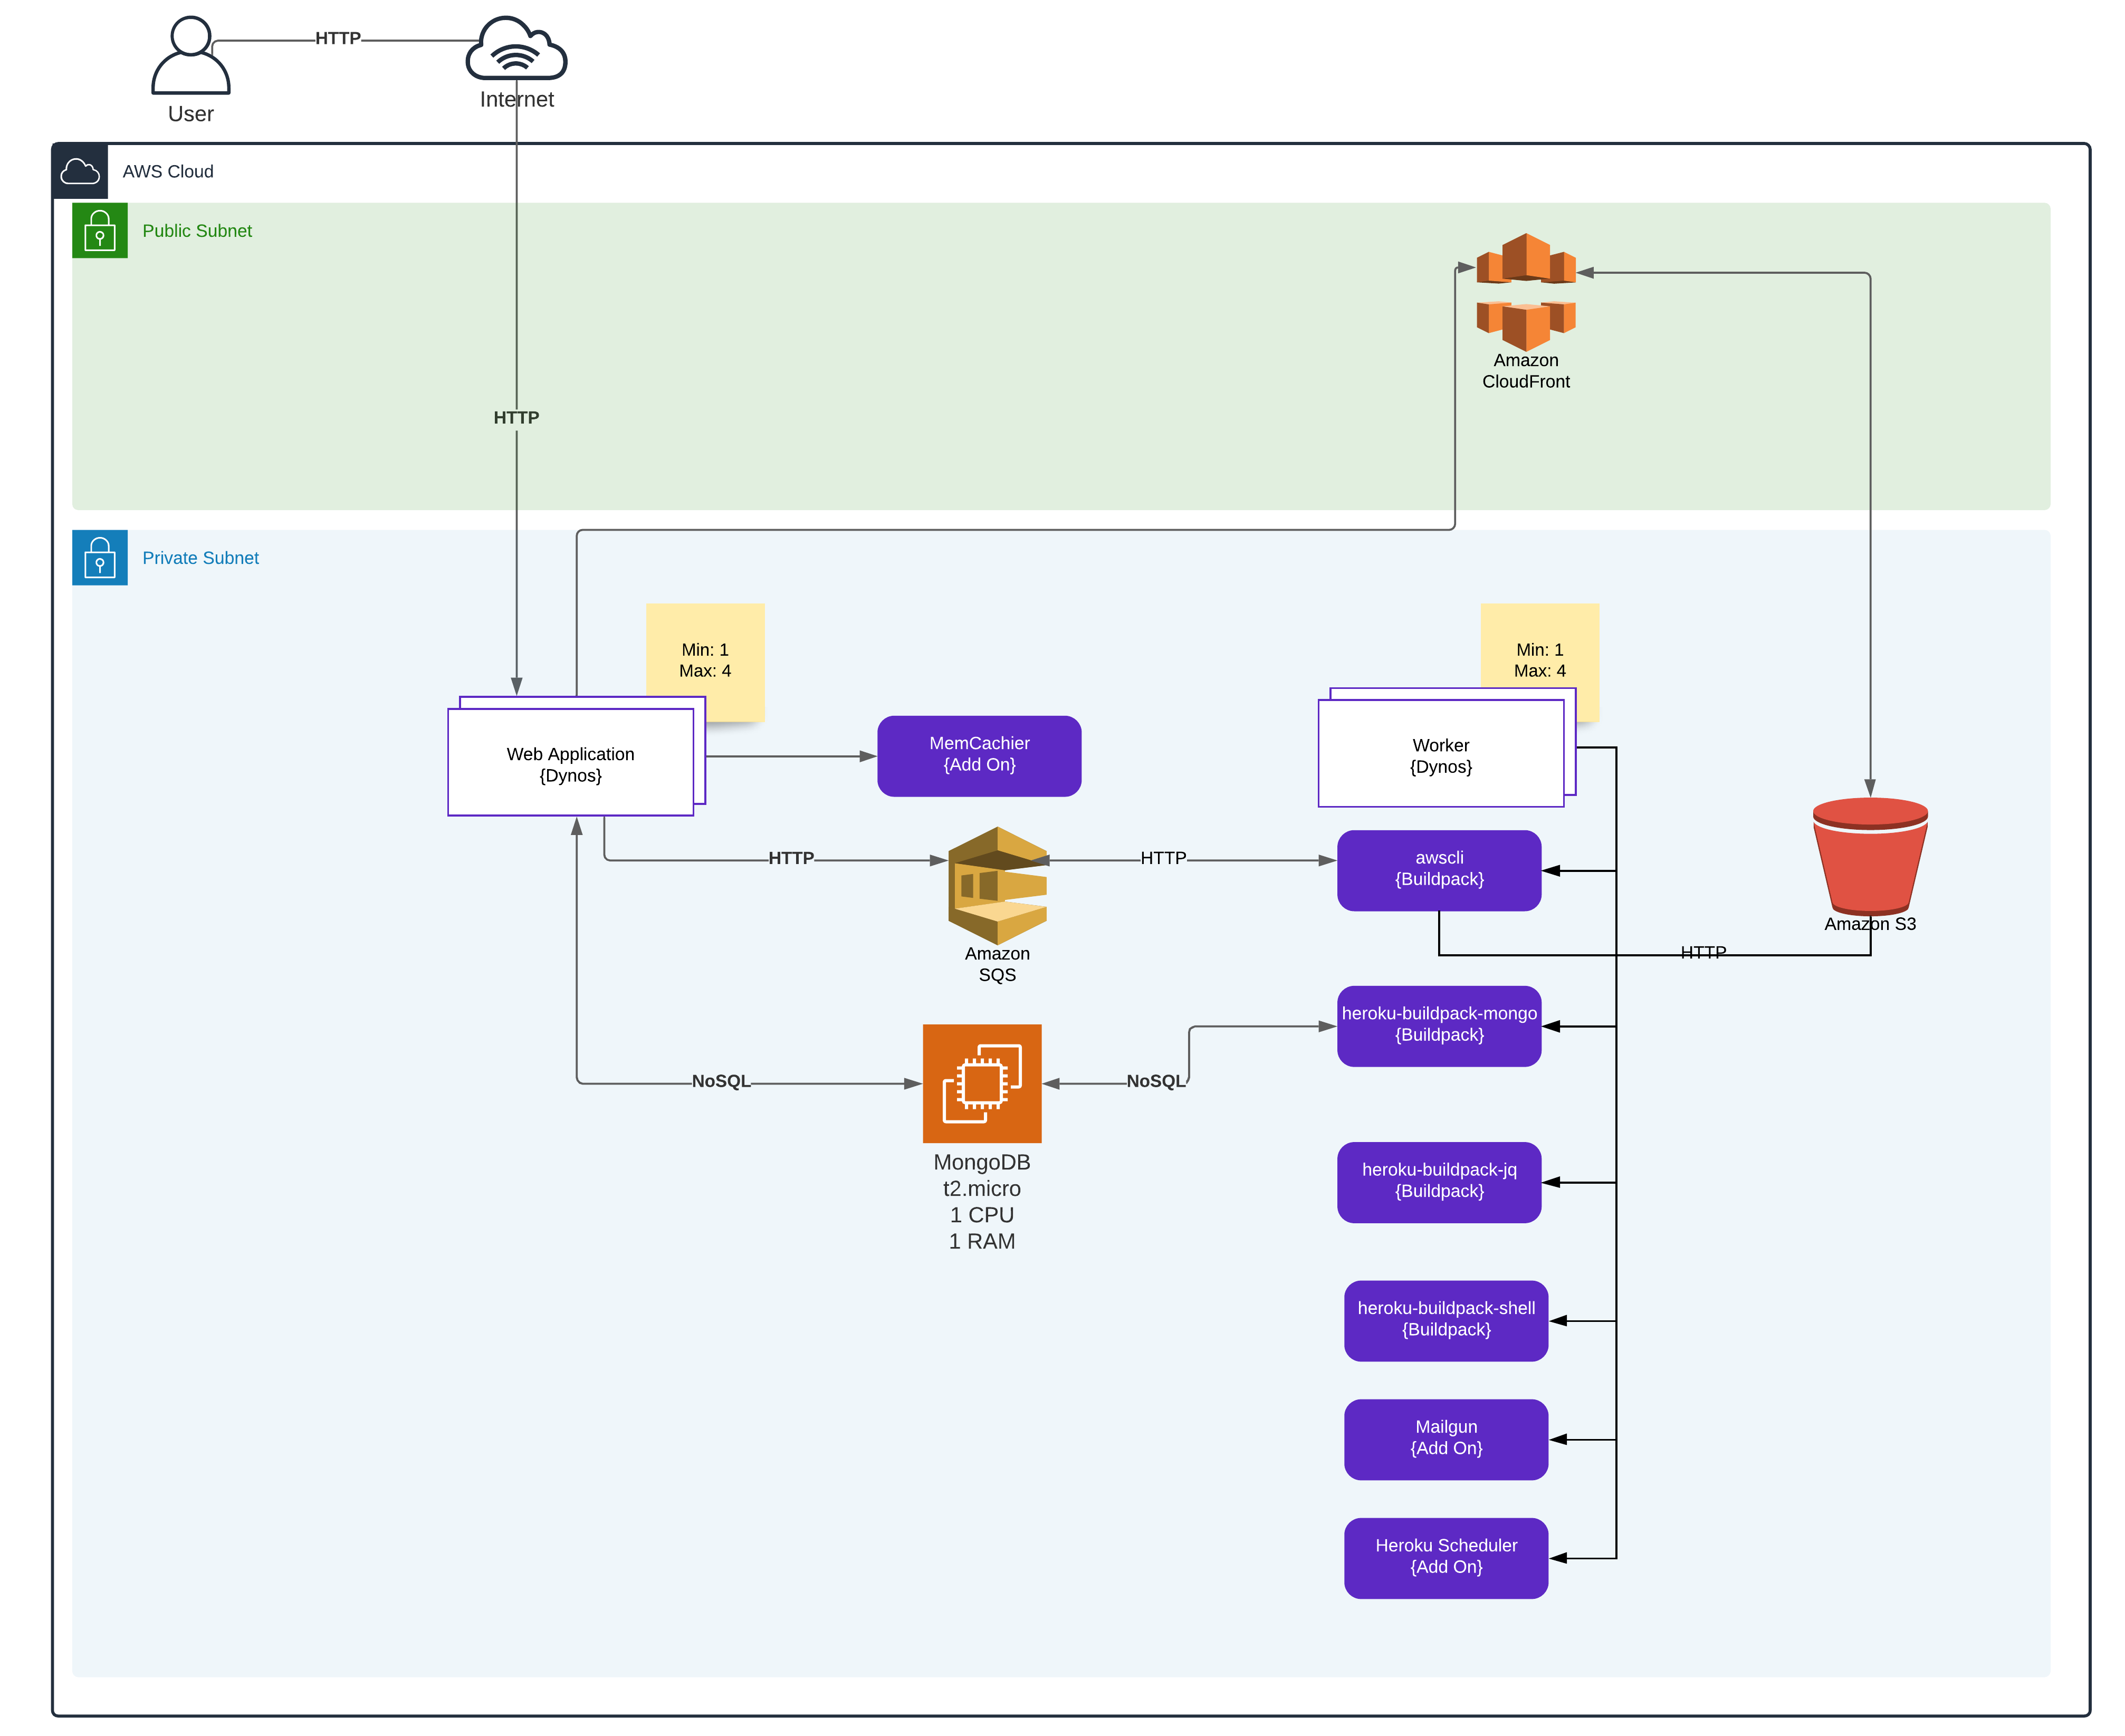 HTTP
User
Internet
AWS Cloud
Public Subnet
Amazon
CloudFront
HTTP
Private Subnet
Min: 1
Max: 4
Min: 1
Max: 4
Web Application
{Dynos}
MemCachier
{Add On}
Worker
{Dynos}
HTTP
HTTP
awscli
{Buildpack}
Amazon S3
Amazon
SQS
HTTP
heroku-buildpack-mongo
{Buildpack}
NoSQL
NoSQL
MongoDB
t2.micro
1 CPU
1 RAM
heroku-buildpack-jq
{Buildpack}
heroku-buildpack-shell
{Buildpack}
Mailgun
{Add On}
Heroku Scheduler
{Add On}